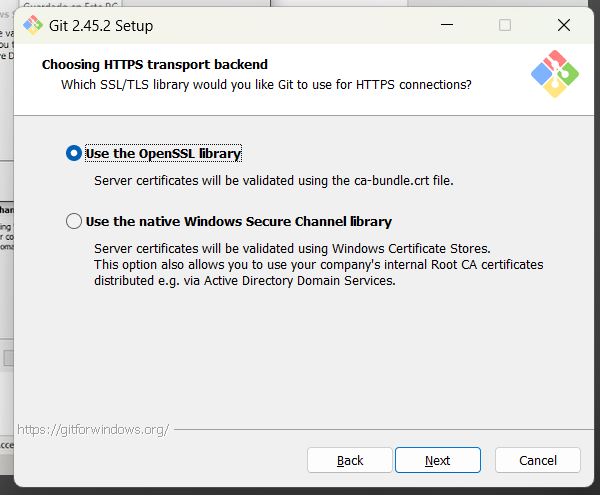 Guardado en Este PC
Git 2.45.2 Setup
Choosing HTTPS transport backend
Which SSL/TLS library would you like Git to use for HTTPS connections?
Use the OpenSSL library
Server certificates will be validated using the ca-bundle.crt file.
Use the native Windows Secure Channel library
Server certificates will be validated using Windows Certificate Stores.
This option also allows you to use your company's internal Root CA certificates
distributed e.g. via Active Directory Domain Services.
https://gitforwindows.org/
Back
Next
Cancel